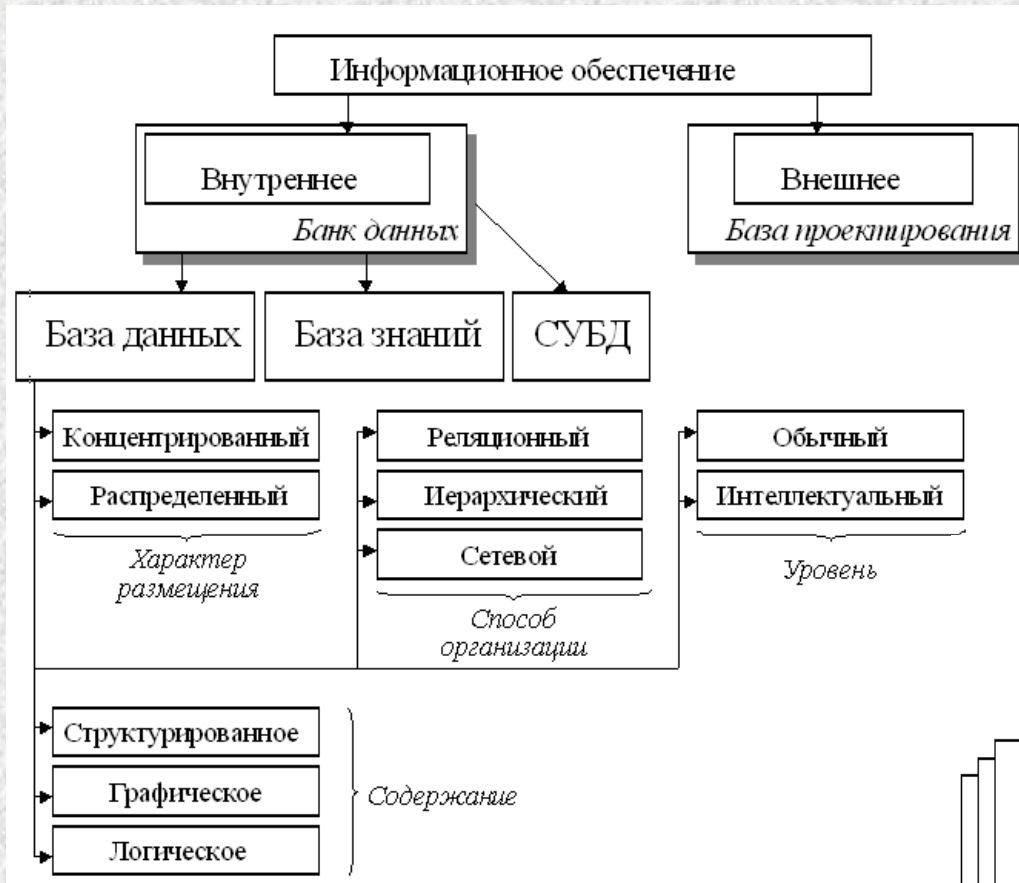 Информационное обеспечение
Внутреннее
Банк данных
Внешнее
База проектирования
База данных
База знаний
СУБД
Концентрированный
Распределенный
Характер
размещения
Реляционный
Иерархический
Сетевой
Способ
организации
Обычный
Интеллектуальный
Уровень
Структурированное
Графическое
Логическое
Содержание